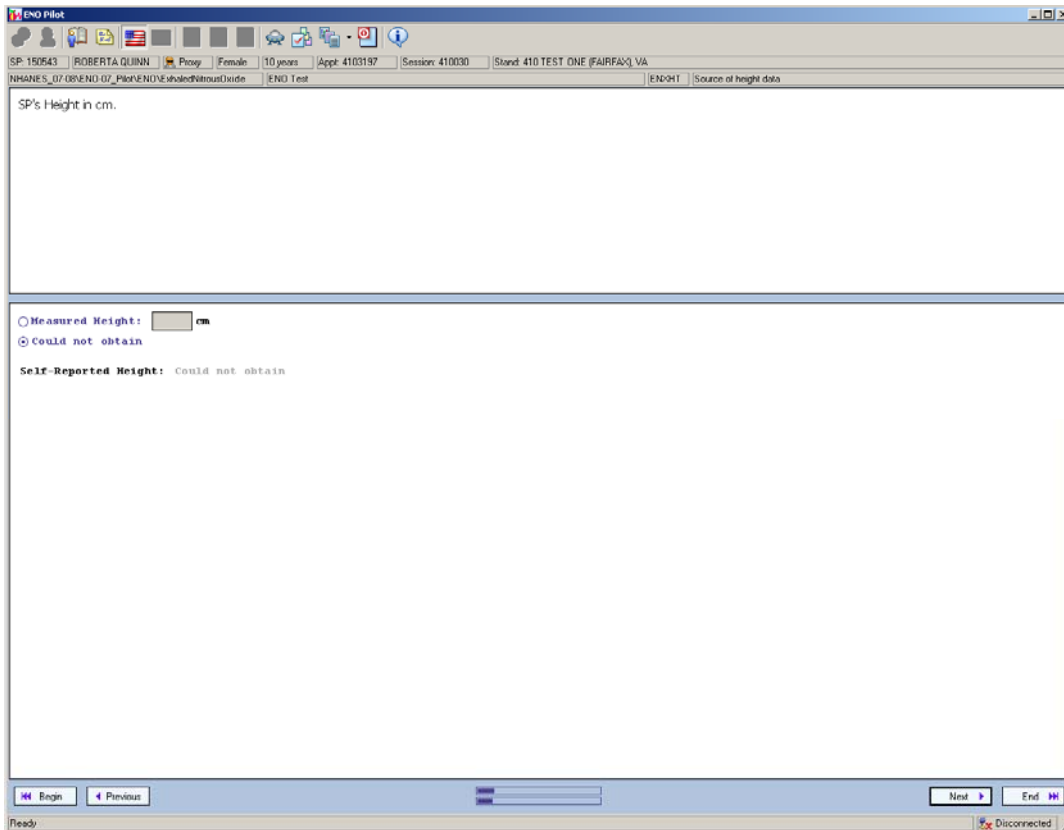 ENO Pilot
SP: 150543 ROBERTA QUINN Proxy Female 10 years Appt: 4103197 Session: 410030 Stand: 410 TEST ONE (FAIRFAX), VA
NHANES_07-08\ENO-07_Pilot\ENO\ExhaledNitrousOxide ENO Test ENXHT Source of height data
SP's Height in cm.
Measured Height: cm
Could not obtain
Self-Reported Height: Could not obtain
Begin Previous Next End
Ready Disconnected